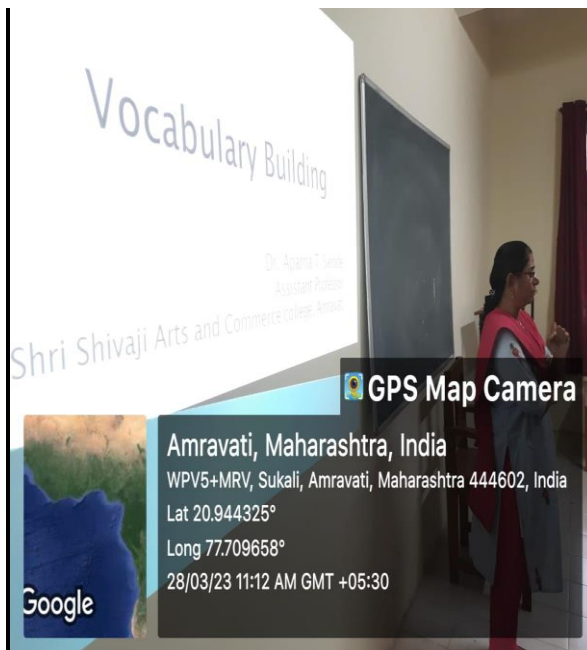 Vocabulary Building
Dr. Aparna T.
Assistant Professor
Shri Shivaji Arts and Commerce college, Amravati
GPS Map Camera
Amravati, Maharashtra, India
WPV5+MRV, Sukali, Amravati, Maharashtra 444602, India
Lat 20.944325°
Long 77.709658°
28/03/23 11:12 AM GMT +05:30
Google